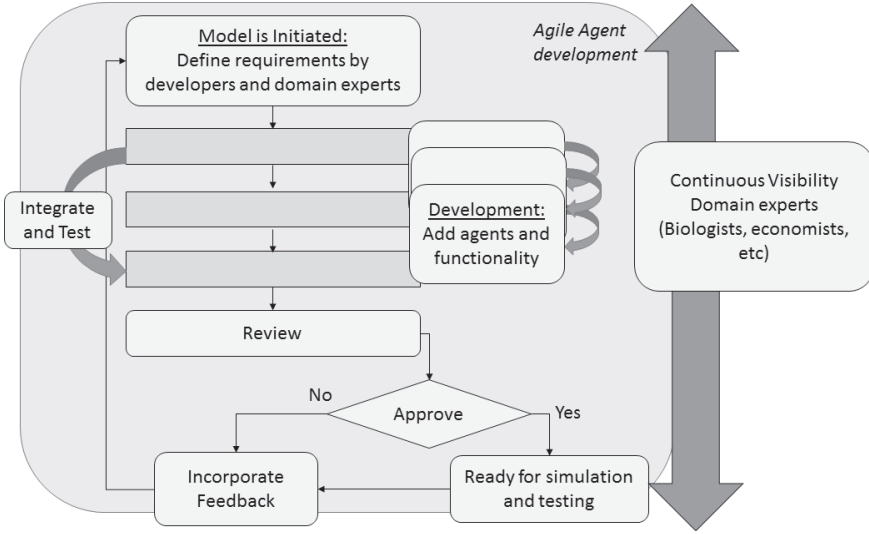 Agile Agent
development
Model is Initiated:
Define requirements by
developers and domain experts
Integrate
and Test
Development:
Add agents and
functionality
Continuous Visibility
Domain experts
(Biologists, economists,
etc)
Review
Approve
No
Yes
Incorporate
Feedback
Ready for simulation
and testing